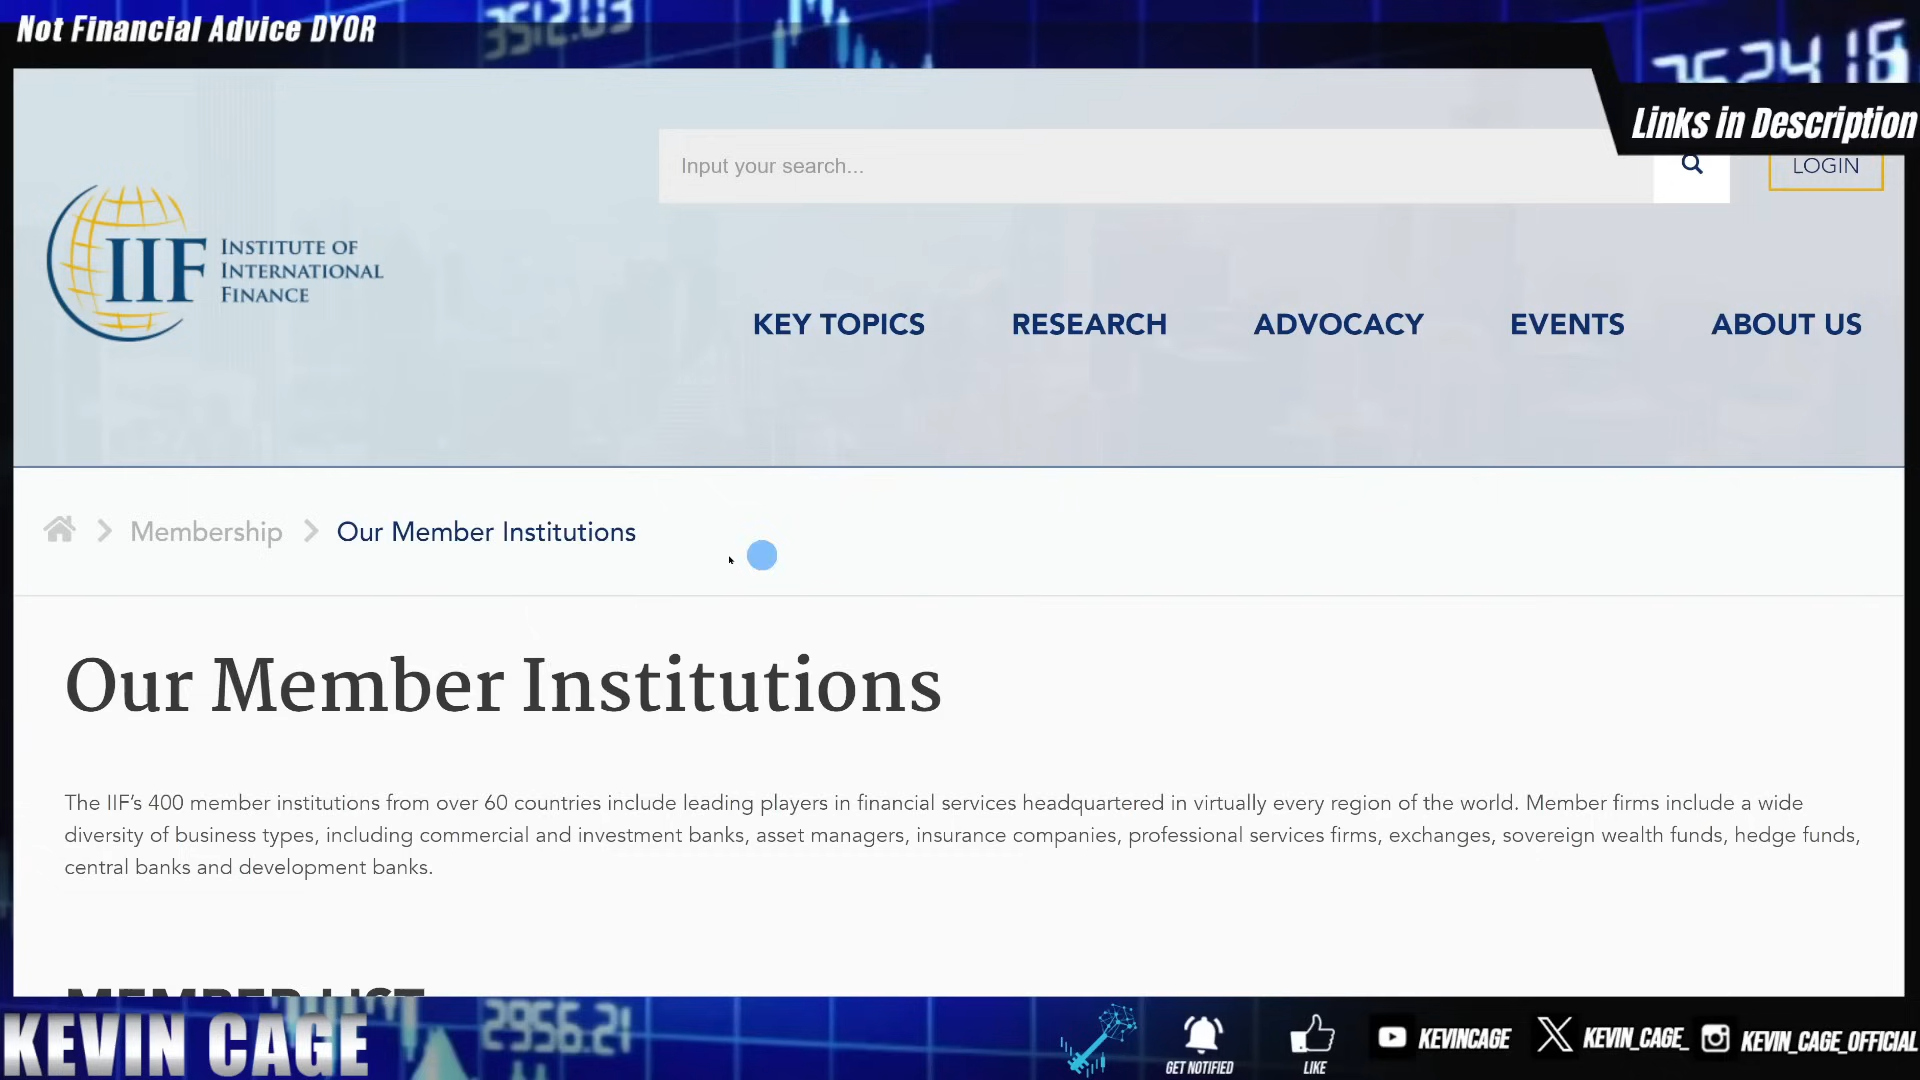 Not Financial Advice DYOR
3512.03
Links in Description
Input your search...
LOGIN
IIF
INSTITUTE OF
INTERNATIONAL
FINANCE
KEY TOPICS
RESEARCH
ADVOCACY
EVENTS
ABOUT US
Membership
Our Member Institutions
Our Member Institutions
The IIF’s 400 member institutions from over 60 countries include leading players in financial services headquartered in virtually every region of the world. Member firms include a wide
diversity of business types, including commercial and investment banks, asset managers, insurance companies, professional services firms, exchanges, sovereign wealth funds, hedge funds,
central banks and development banks.
MEMBER LIST
KEVIN CAGE
2956.21
GET NOTIFIED
LIKE
KEVINCAGE
KEVIN_CAGE_
KEVIN_CAGE_OFFICIAL